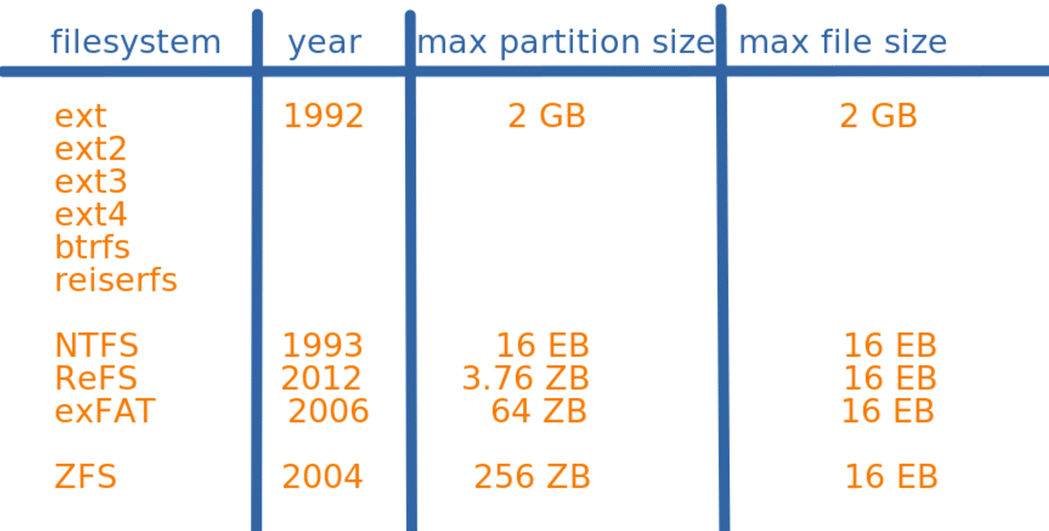 filesystem year max partition size max file size
ext 1992 2 GB 2 GB
ext2
ext3
ext4
btrfs
reiserfs
NTFS 1993 16 EB 16 EB
ReFS 2012 3.76 ZB 16 EB
exFAT 2006 64 ZB 16 EB
ZFS 2004 256 ZB 16 EB